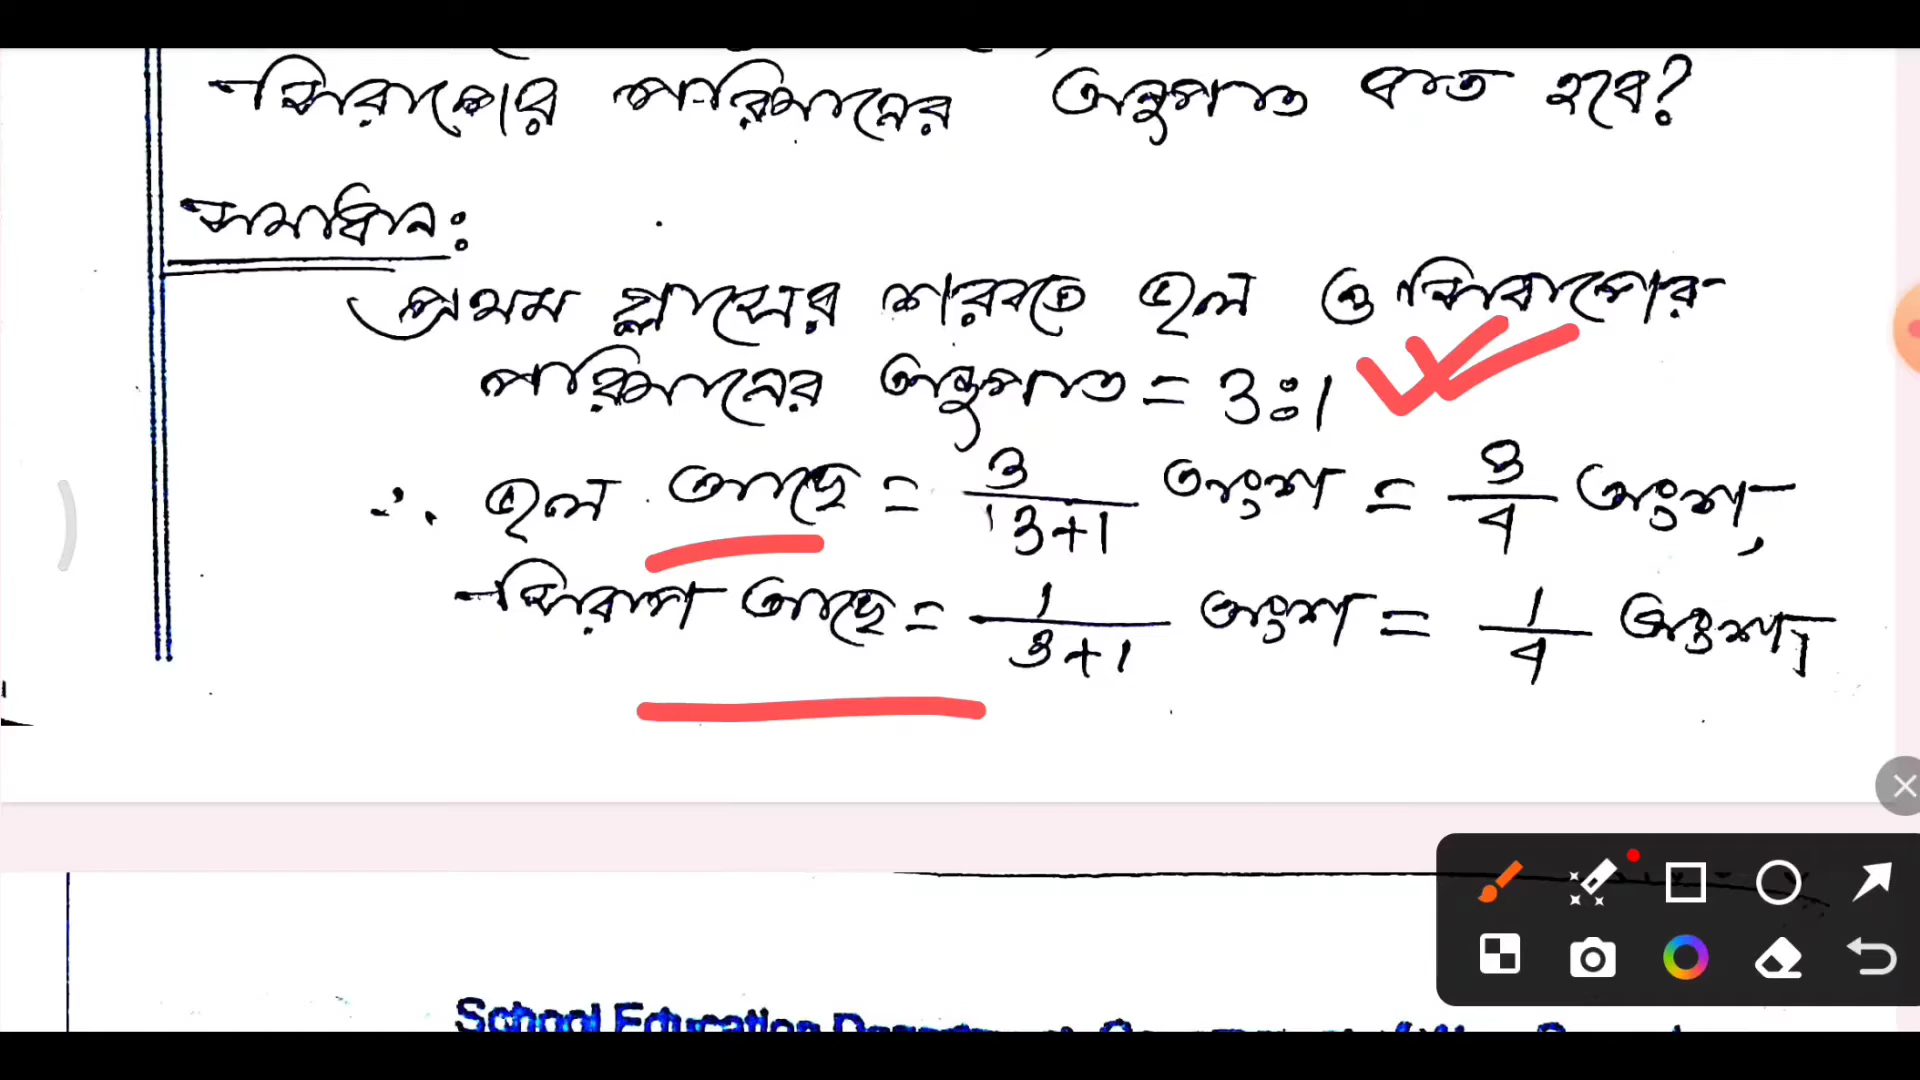 সিরাপের পরিমানের অনুপাত কত হবে?
সমাধান:
প্রথম গ্লাসের শরবতে জল ও সিরাপের
পরিমানের অনুপাত = 3:1
∴ জল আছে = 3/(3+1) অংশ = 3/4 অংশ,
সিরাপ আছে = 1/(3+1) অংশ = 1/4 অংশ।
School Education Department